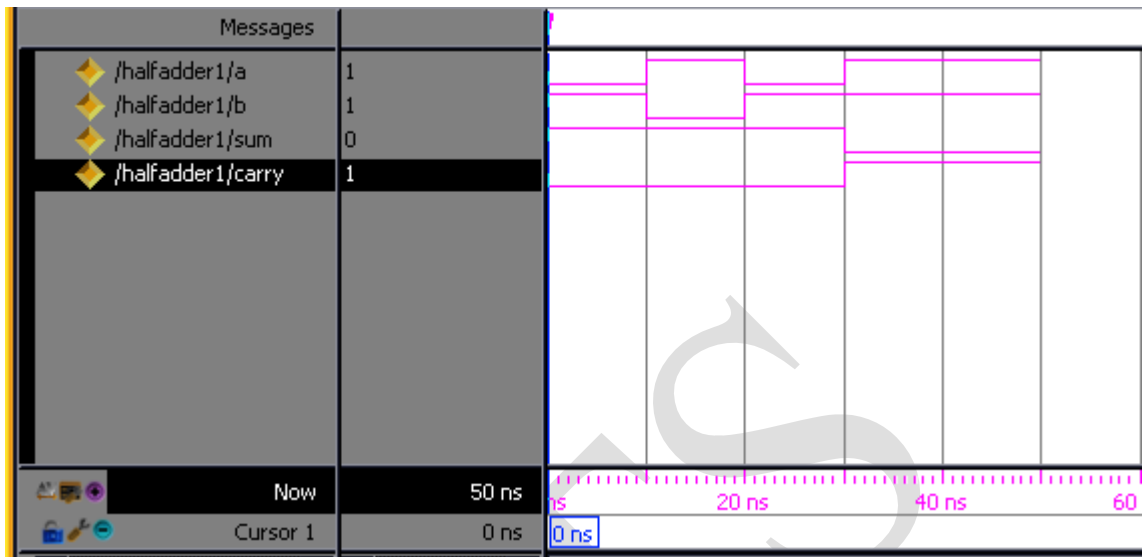 Messages
/halfadder1/a 1
/halfadder1/b 1
/halfadder1/sum 0
/halfadder1/carry 1
Now 50 ns ns 20 ns 40 ns 60
Cursor 1 0 ns 0 ns